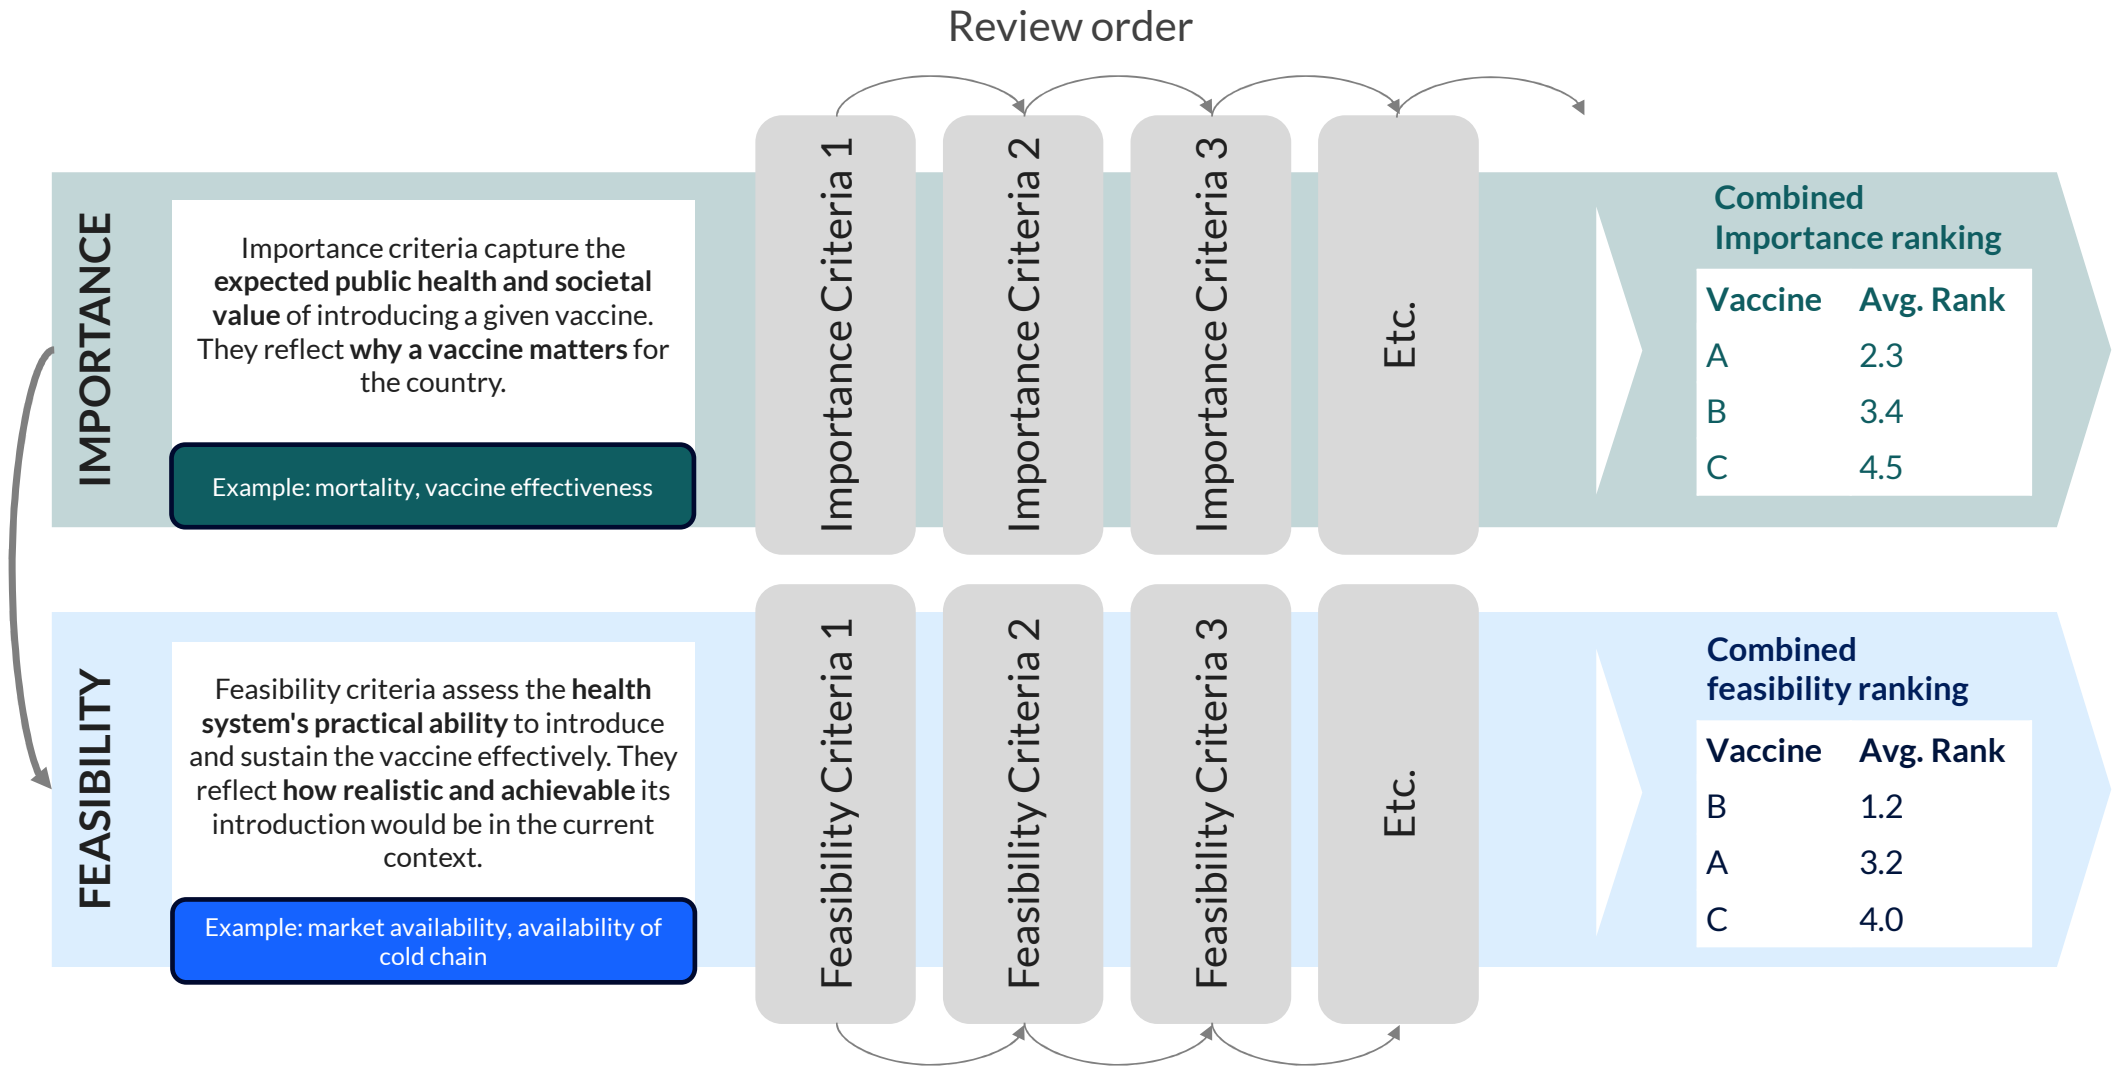 Review order
IMPORTANCE
Importance criteria capture the
expected public health and societal
value of introducing a given vaccine.
They reflect why a vaccine matters for
the country.
Example: mortality, vaccine effectiveness
Importance Criteria 1
Importance Criteria 2
Importance Criteria 3
Etc.
Combined
Importance ranking
Vaccine Avg. Rank
A 2.3
B 3.4
C 4.5
FEASIBILITY
Feasibility criteria assess the health
system's practical ability to introduce
and sustain the vaccine effectively. They
reflect how realistic and achievable its
introduction would be in the current
context.
Example: market availability, availability of
cold chain
Feasibility Criteria 1
Feasibility Criteria 2
Feasibility Criteria 3
Etc.
Combined
feasibility ranking
Vaccine Avg. Rank
B 1.2
A 3.2
C 4.0